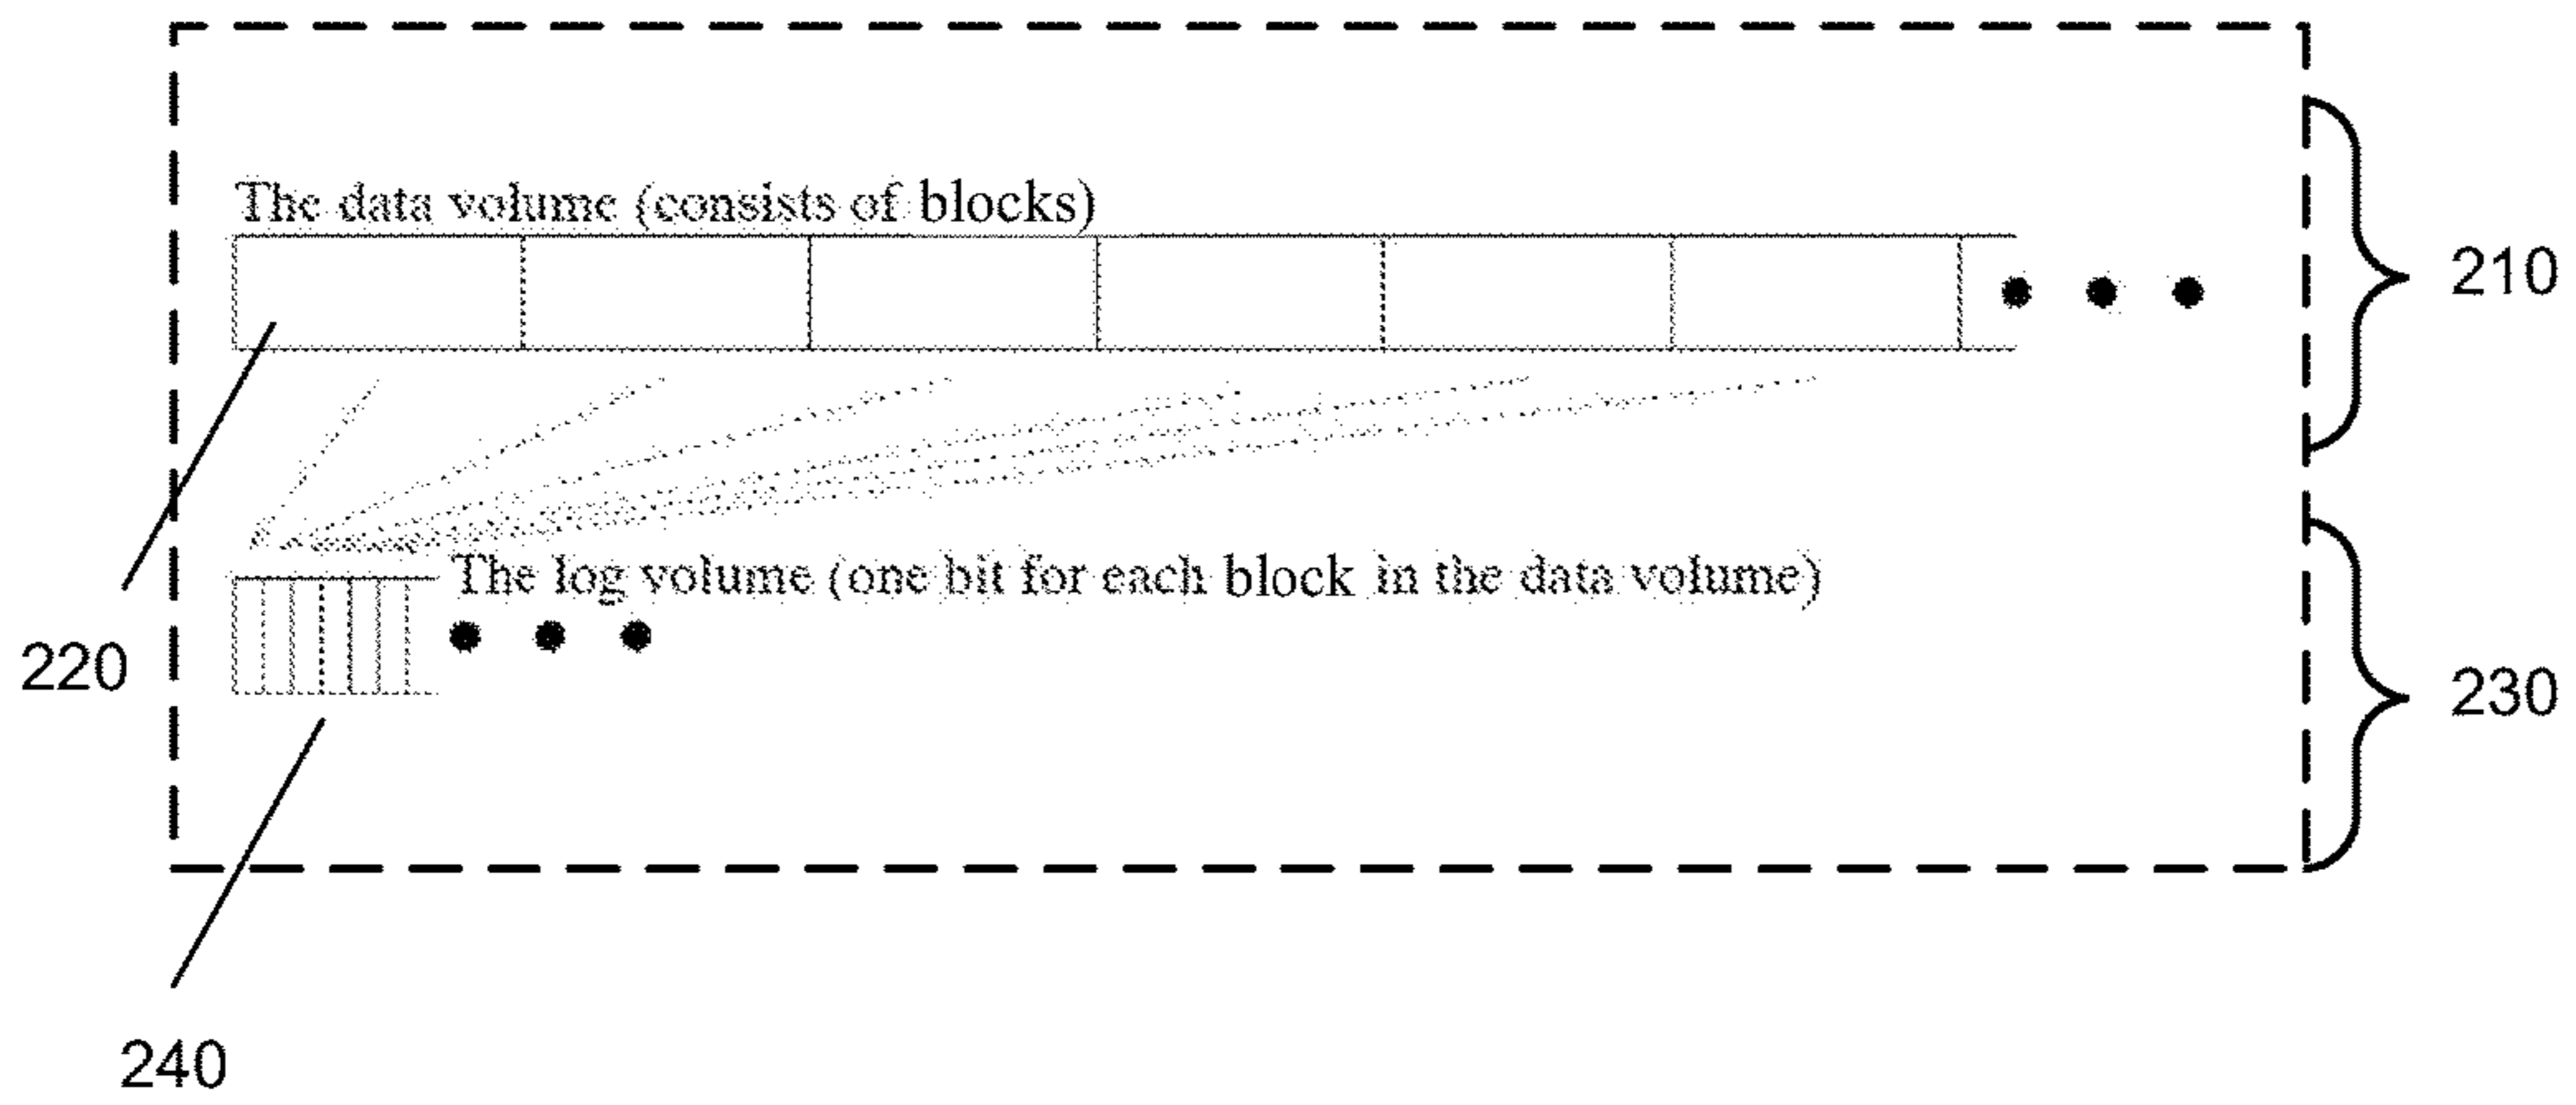 The data volume (consists of blocks)
210
The log volume (one bit for each block in the data volume)
220
230
240